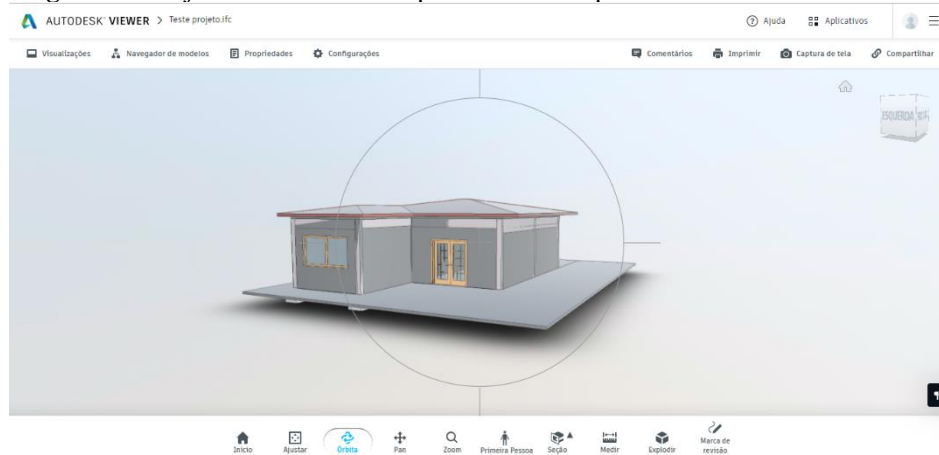 AUTODESK VIEWER > Teste projeto.ifc
Ajuda Aplicativos
Visualizações Navegador de modelos Propriedades Configurações
Comentários Imprimir Captura de tela Compartilhar
ESQUERDA
Início Ajustar Órbita Pan Zoom Primeira Pessoa Seção Medir Explodir Marca de revisão